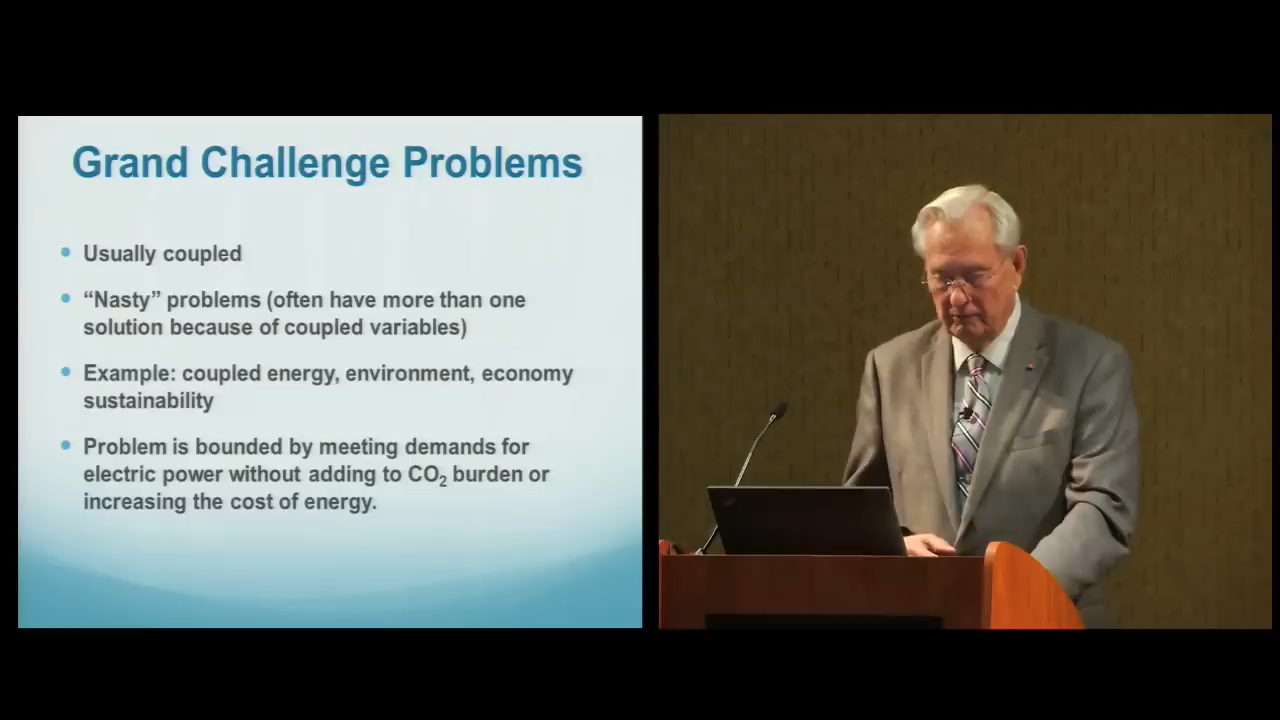 Grand Challenge Problems
• Usually coupled
• “Nasty” problems (often have more than one
solution because of coupled variables)
• Example: coupled energy, environment, economy
sustainability
• Problem is bounded by meeting demands for
electric power without adding to CO₂ burden or
increasing the cost of energy.